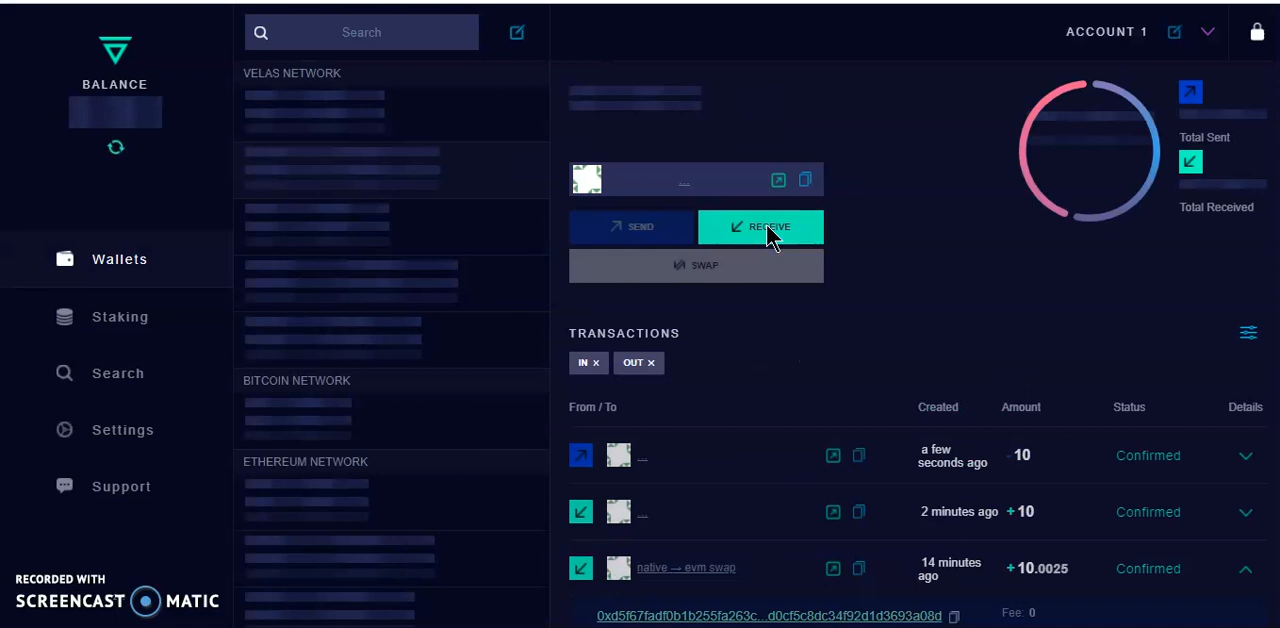 Search
ACCOUNT 1
BALANCE
VELAS NETWORK
Total Sent
...
Total Received
SEND
RECEIVE
Wallets
SWAP
Staking
TRANSACTIONS
IN x
OUT x
Search
BITCOIN NETWORK
From / To
Created
Amount
Status
Details
Settings
a few
seconds ago
- 10
Confirmed
...
ETHEREUM NETWORK
Support
...
2 minutes ago
+10
Confirmed
native → evm swap
14 minutes
ago
+10.0025
Confirmed
RECORDED WITH
SCREENCAST MATIC
0xd5f67fadf0b1b255fa263c...d0cf5c8dc34f92d1d3693a08d
Fee: 0